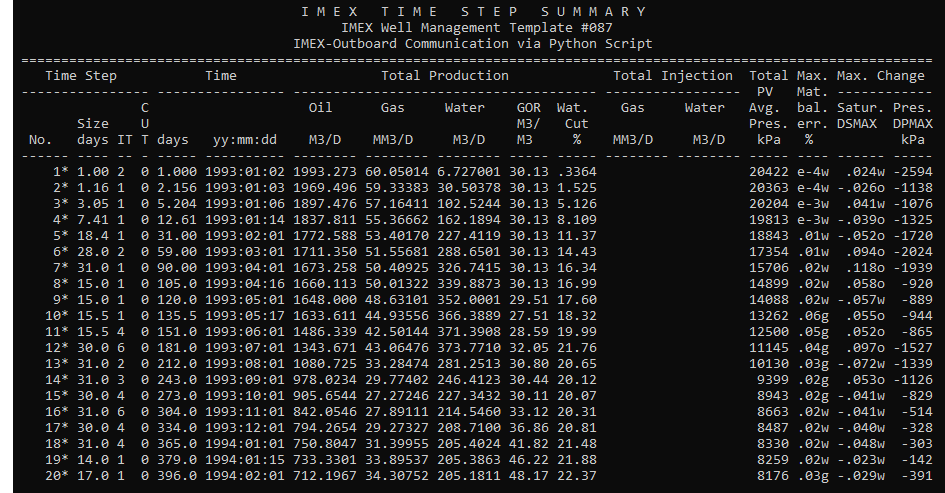 I M E X   T I M E   S T E P   S U M M A R Y
IMEX Well Management Template #087
IMEX-Outboard Communication via Python Script
================================================================================
Time Step Time Total Production Total Injection Total Max. Max. Change
---------------- ------------------- ----------------------------------- ----------------- PV Mat. ------------
C Oil Gas Water GOR Wat. Gas Water Avg. bal. Satur. Pres.
Size U M3/ Cut Pres. err. DSMAX DPMAX
No. days IT T days yy:mm:dd M3/D MM3/D M3/D M3 % MM3/D M3/D kPa % kPa
------ ---- -- -- ----- ---------- -------- -------- -------- ----- ----- -------- -------- ----- ---- ------ -----
1* 1.00 2 0 1.000 1993:01:02 1993.273 60.05014 6.727001 30.13 .3364 20422 e-4w .024w -2594
2* 1.16 1 0 2.156 1993:01:03 1969.496 59.33383 30.50378 30.13 1.525 20363 e-4w -.026o -1138
3* 3.05 1 0 5.204 1993:01:06 1897.476 57.16411 102.5244 30.13 5.126 20204 e-3w .041w -1076
4* 7.41 1 0 12.61 1993:01:14 1837.811 55.36662 162.1894 30.13 8.109 19813 e-3w -.039o -1325
5* 18.4 1 0 31.00 1993:02:01 1772.588 53.40170 227.4119 30.13 11.37 18843 .01w -.052o -1720
6* 28.0 2 0 59.00 1993:03:01 1711.350 51.55681 288.6501 30.13 14.43 17354 .01w .094o -2024
7* 31.0 1 0 90.00 1993:04:01 1673.258 50.40925 326.7415 30.13 16.34 15706 .02w .118o -1939
8* 15.0 1 0 105.0 1993:04:16 1660.113 50.01322 339.8873 30.13 16.99 14899 .02w .058o -920
9* 15.0 1 0 120.0 1993:05:01 1648.000 48.63101 352.0001 29.51 17.60 14088 .02w -.057w -889
10* 15.5 1 0 135.5 1993:05:17 1633.611 44.93556 366.3889 27.51 18.32 13262 .06g .055o -944
11* 15.5 4 0 151.0 1993:06:01 1486.339 42.50144 371.3908 28.59 19.99 12500 .05g .052o -865
12* 30.0 6 0 181.0 1993:07:01 1343.671 43.06476 373.7710 32.05 21.76 11145 .04g .097o -1527
13* 31.0 2 0 212.0 1993:08:01 1080.725 33.28474 281.2513 30.80 20.65 10130 .03g -.072w -1339
14* 31.0 3 0 243.0 1993:09:01 978.0234 29.77402 246.4123 30.44 20.12 9399 .02g .053o -1126
15* 30.0 4 0 273.0 1993:10:01 905.6544 27.27246 227.3432 30.11 20.07 8943 .02g -.041w -829
16* 31.0 6 0 304.0 1993:11:01 842.0546 27.89111 214.5460 33.12 20.31 8663 .02w -.041w -514
17* 30.0 4 0 334.0 1993:12:01 794.2654 29.27327 208.7100 36.86 20.81 8487 .02w -.040w -328
18* 31.0 4 0 365.0 1994:01:01 750.8047 31.39955 205.4024 41.82 21.48 8330 .02w -.048w -303
19* 14.0 1 0 379.0 1994:01:15 733.3301 33.89537 205.3863 46.22 21.88 8259 .02w -.023w -142
20* 17.0 1 0 396.0 1994:02:01 712.1967 34.30752 205.1811 48.17 22.37 8176 .03g -.029w -391